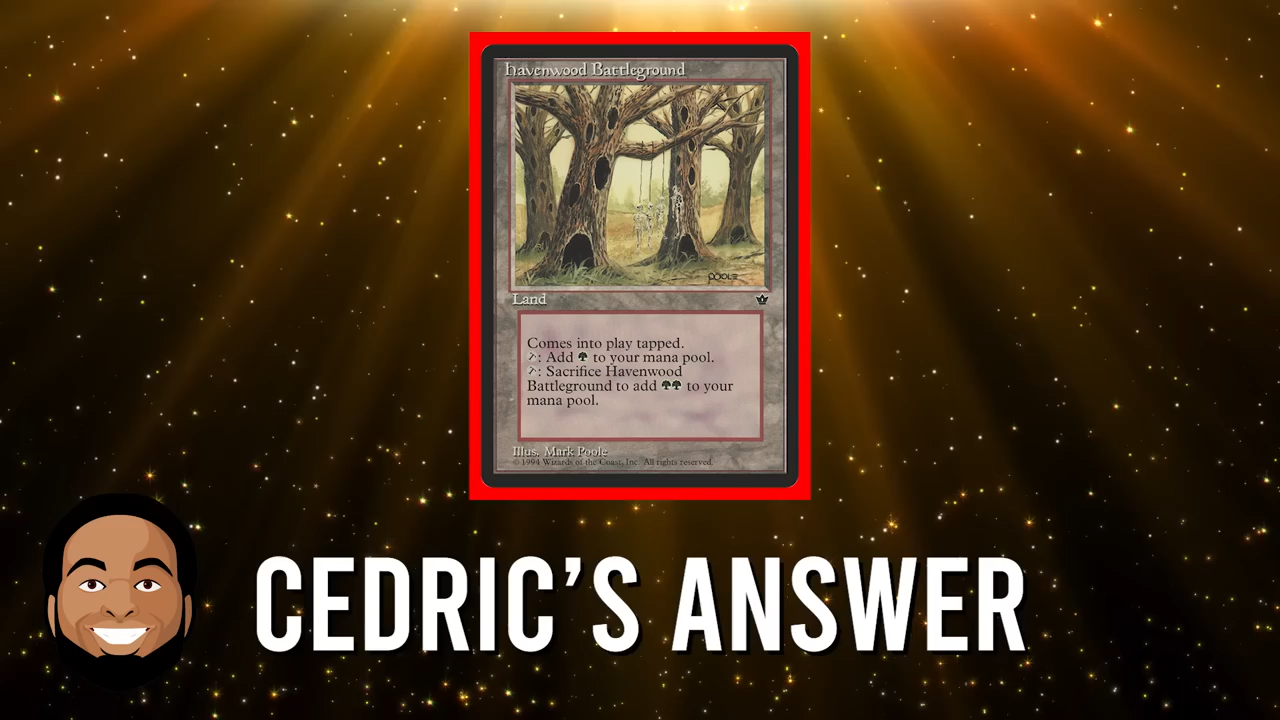 Havenwood Battleground
POOLE
Land
Comes into play tapped.
: Add to your mana pool.
: Sacrifice Havenwood
Battleground to add to your
mana pool.
Illus. Mark Poole
© 1994 Wizards of the Coast, Inc. All rights reserved.
CEDRIC'S ANSWER